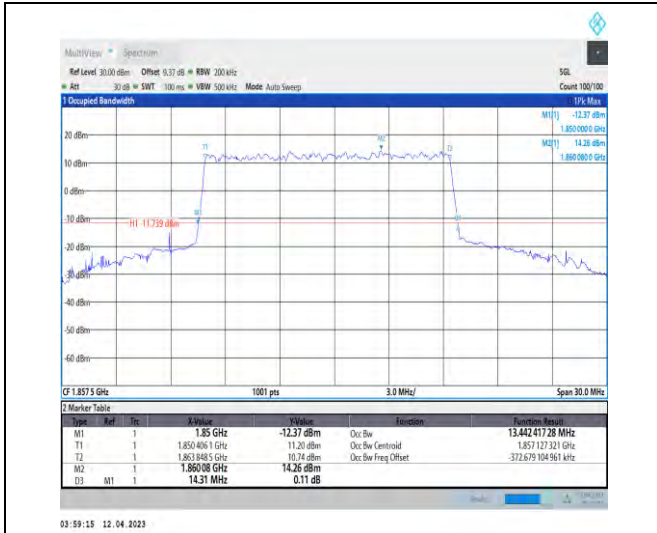 MultiView Spectrum
Ref Level 30.00 dBm Offset 9.37 dB RBW 200 kHz SGL
Att 30 dB SWT 100 ms VBW 500 kHz Mode Auto Sweep Count 100/100
1 Occupied Bandwidth 1Pk Max
M1[1] -12.37 dBm
1.850 000 0 GHz
M2[1] 14.26 dBm
1.860 080 0 GHz
20 dBm
T1 M2 T2
10 dBm
0 dBm
-10 dBm
H1 -11.739 dBm
-20 dBm
-30 dBm
-40 dBm
-50 dBm
-60 dBm
CF 1.857 5 GHz 1001 pts 3.0 MHz/ Span 30.0 MHz
2 Marker Table
Type Ref Trc X-Value Y-Value Function Function Result
M1 1 1.85 GHz -12.37 dBm Occ Bw 13.442 417 28 MHz
T1 1 1.850 406 1 GHz 11.20 dBm Occ Bw Centroid 1.857 127 321 GHz
T2 1 1.863 848 5 GHz 10.74 dBm Occ Bw Freq Offset -372.679 104 961 kHz
M2 1 1.860 08 GHz 14.26 dBm
D3 M1 1 14.31 MHz 0.11 dB
03:59:15 12.04.2023